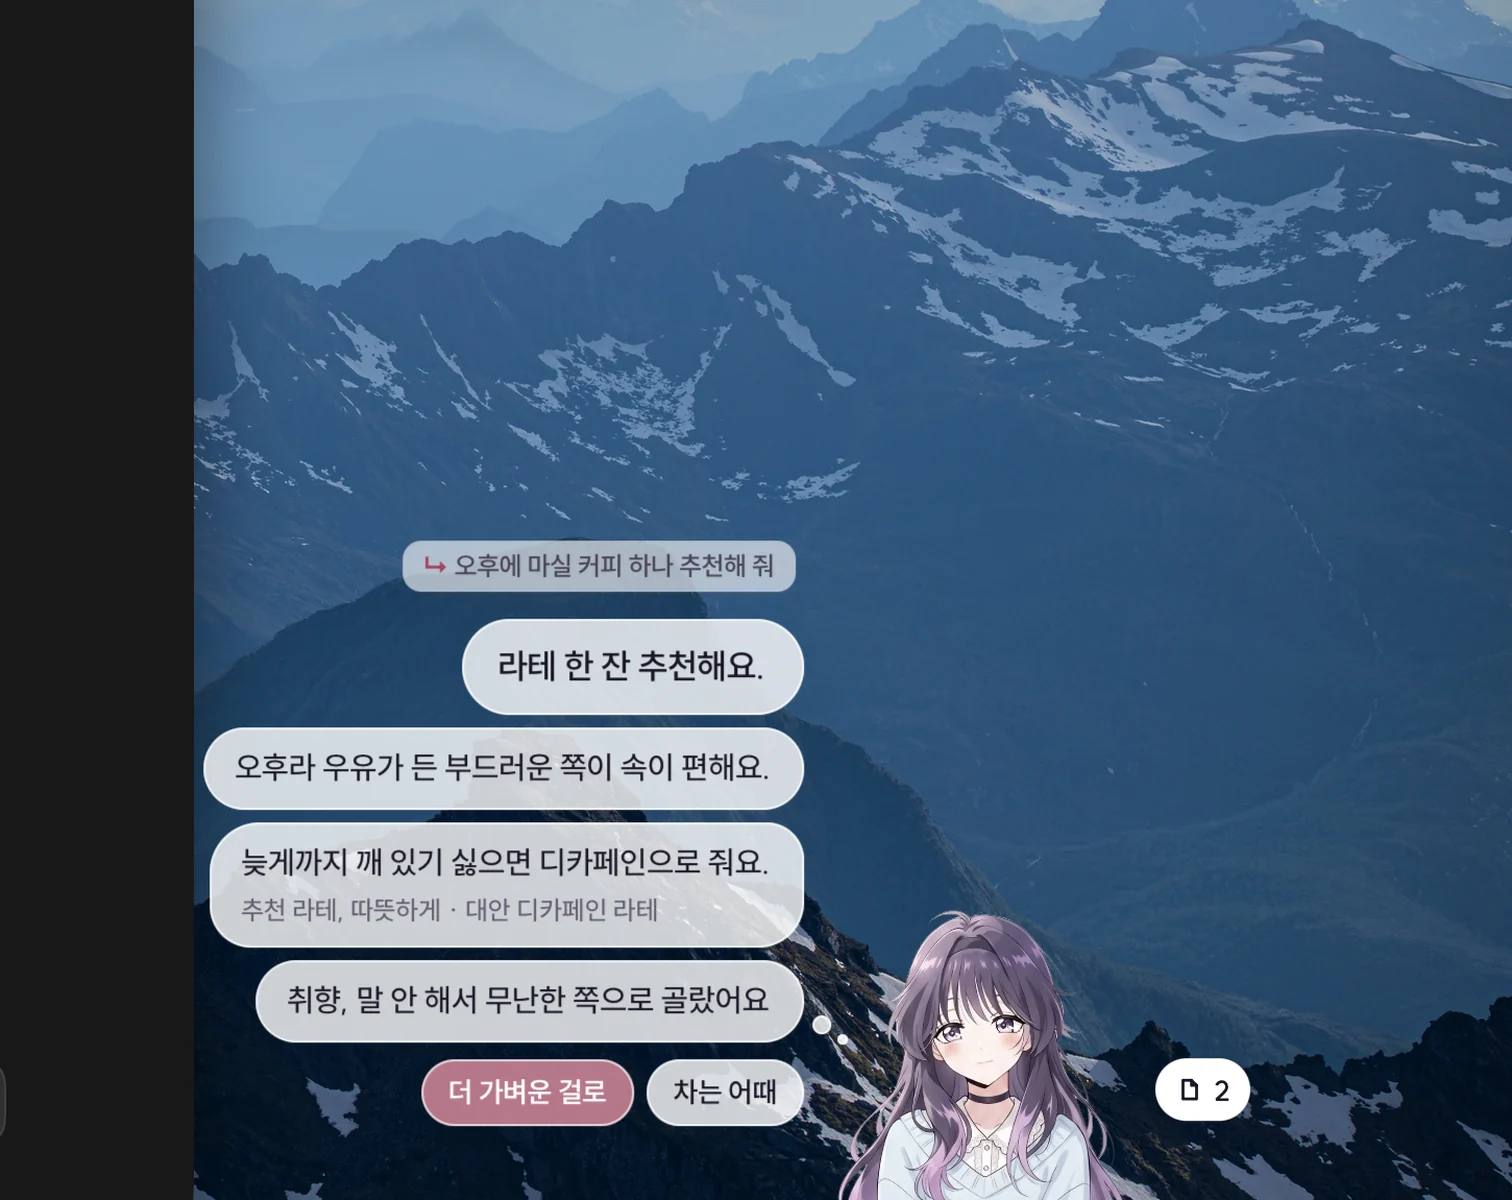 오후에 마실 커피 하나 추천해 줘
라테 한 잔 추천해요.
오후라 우유가 든 부드러운 쪽이 속이 편해요.
늦게까지 깨 있기 싫으면 디카페인으로 줘요.
추천 라테, 따뜻하게 · 대안 디카페인 라테
취향, 말 안 해서 무난한 쪽으로 골랐어요
더 가벼운 걸로
차는 어때
2